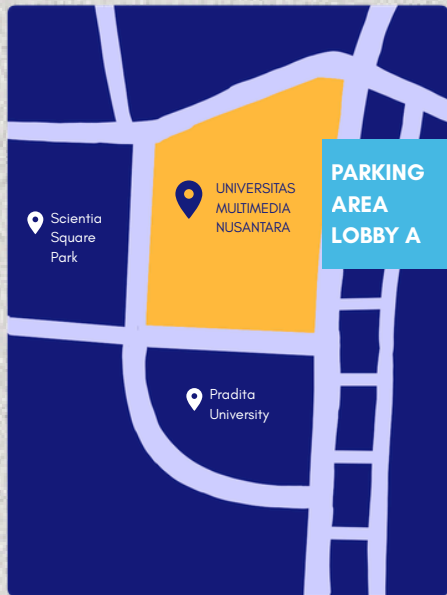 UNIVERSITAS
MULTIMEDIA
NUSANTARA
PARKING
AREA
LOBBY A
Scientia
Square
Park
Pradita
University